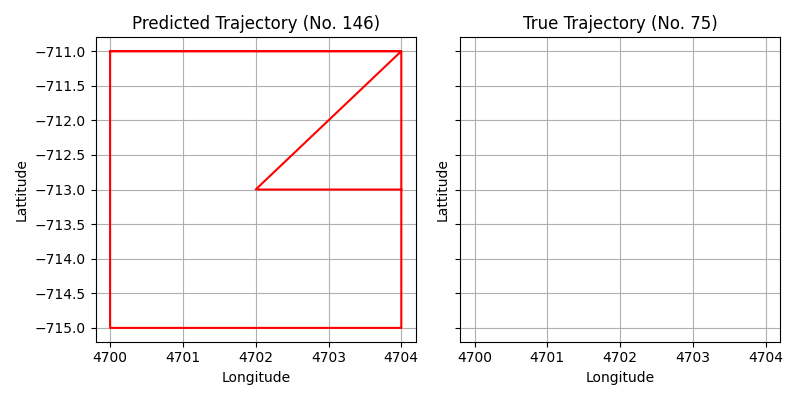 Predicted Trajectory (No. 146)
True Trajectory (No. 75)
−711.0
−711.5
−712.0
−712.5
−713.0
−713.5
−714.0
−714.5
−715.0
Lattitude
Lattitude
4700 4701 4702 4703 4704
4700 4701 4702 4703 4704
Longitude
Longitude